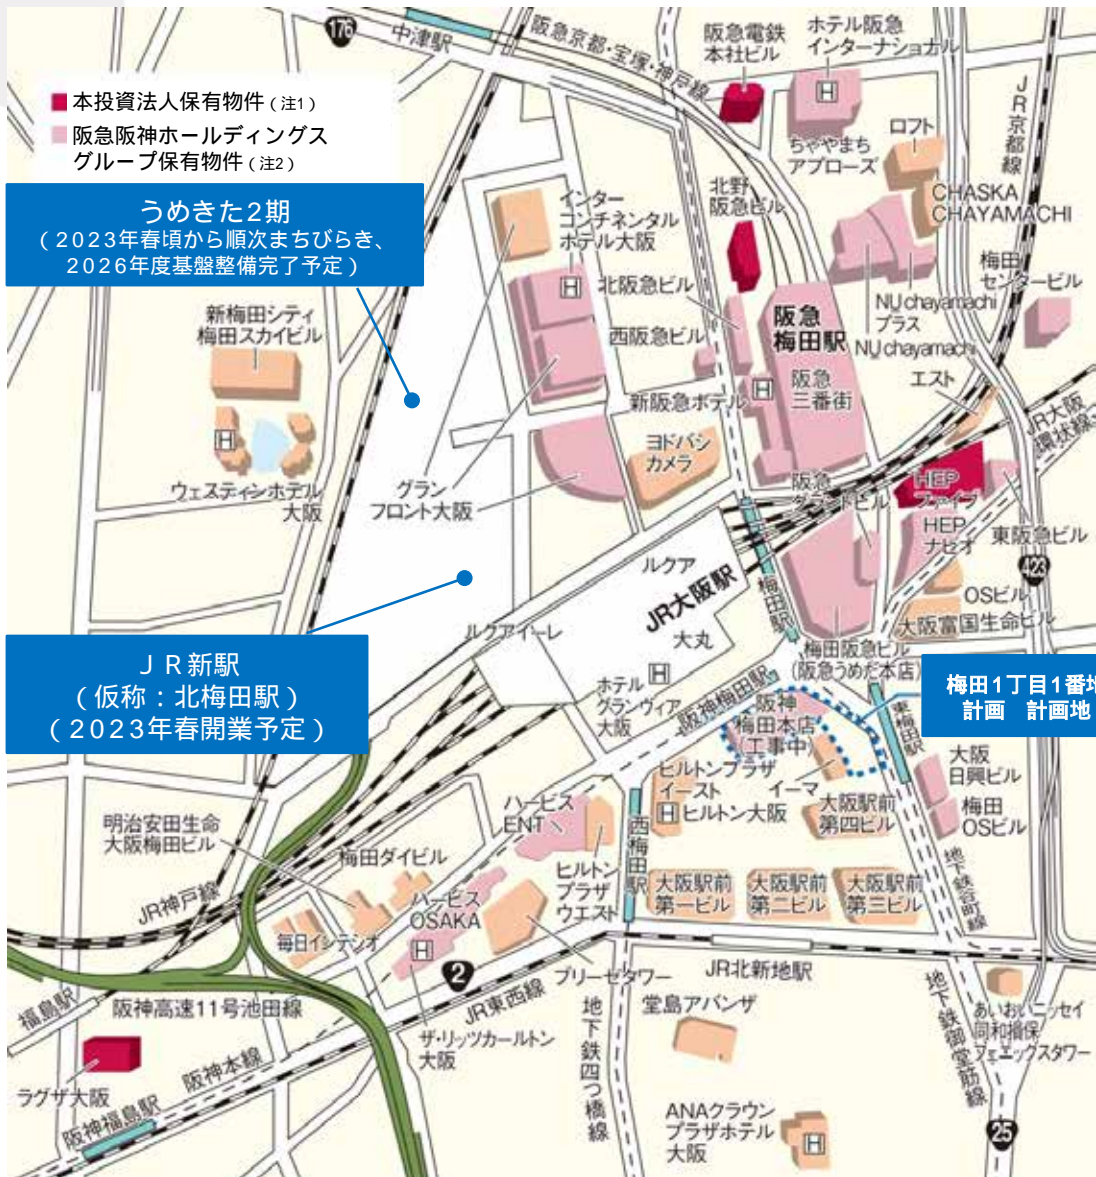 176
中津駅
阪急京都・宝塚・神戸線
阪急電鉄
本社ビル
ホテル阪急
インターナショナル
H
JR京都線
本投資法人保有物件(注1)
阪急阪神ホールディングス
グループ保有物件(注2)
ちゃやまち
アプローズ
ロフト
CHASKA
CHAYAMACHI
うめきた2期
(2023年春頃から順次まちびらき、
2026年度基盤整備完了予定)
インター
コンチネンタル
ホテル大阪
H
北野
阪急ビル
梅田
センタービル
北阪急ビル
西阪急ビル
阪急
梅田駅
NU chayamachi
プラス
NU chayamachi
新梅田シティ
梅田スカイビル
H
ウェスティンホテル
大阪
新阪急ホテル
H
阪急
三番街
エスト
JR大阪
環状線
ヨドバシ
カメラ
グラン
フロント大阪
阪急
グランドビル
HEP
ファイブ
HEP
ナビオ
東阪急ビル
423
OSビル
大阪富国生命ビル
ルクア
JR大阪駅
ルクアイーレ
大丸
梅田駅
梅田阪急ビル
(阪急うめだ本店)
JR新駅
(仮称:北梅田駅)
(2023年春開業予定)
H
ホテル
グランヴィア
大阪
阪神梅田駅
阪神
梅田本店
(工事中)
梅田1丁目1番地
計画 計画地
東梅田駅
イーマ
ヒルトンプラザ
イースト
H
ヒルトン大阪
大阪駅前
第四ビル
大阪
日興ビル
梅田
OSビル
ハービス
ENT
西梅田駅
明治安田生命
大阪梅田ビル
梅田ダイビル
ヒルトン
プラザ
ウエスト
大阪駅前
第一ビル
大阪駅前
第二ビル
大阪駅前
第三ビル
地下鉄谷町線
JR神戸線
毎日インテシオ
ハービス
OSAKA
H
2
ブリーゼタワー
JR北新地駅
JR東西線
福島駅
阪神高速11号池田線
ザ・リッツカールトン
大阪
地下鉄四つ橋線
堂島アバンザ
地下鉄御堂筋線
あいおいニッセイ
同和損保
フェニックスタワー
ラグザ大阪
阪神本線
阪神福島駅
ANAクラウン
プラザホテル
大阪
H
25